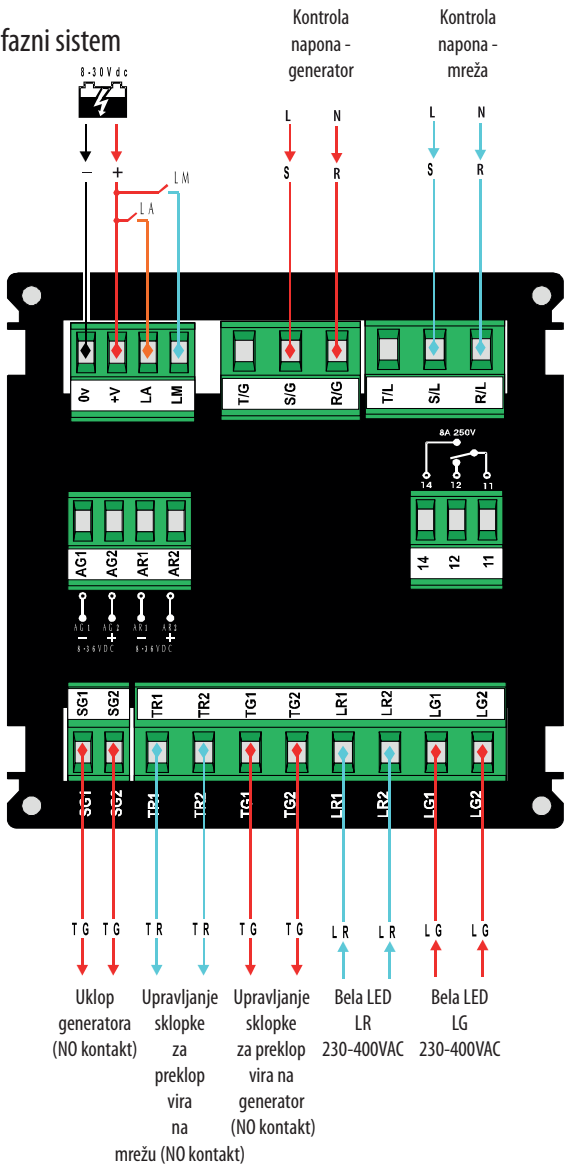 fazni sistem
Kontrola
napona -
generator
Kontrola
napona -
mreža
8-30Vdc
L N
L N
– +
S R
S R
LM
LA
0v +V LA LM
T/G S/G R/G
T/L S/L R/L
8A 250V
14 12 11
14 12 11
AG1 AG2 AR1 AR2
AG1 AG2 AR1 AR2
– + – +
8-36VDC 8-36VDC
SG1 SG2 TR1 TR2 TG1 TG2 LR1 LR2 LG1 LG2
SG1 SG2 TR1 TR2 TG1 TG2 LR1 LR2 LG1 LG2
TG TG TR TR TG TG LR LR LG LG
Uklop
generatora
(NO kontakt)
Upravljanje
sklopke
za
preklop
vira
na
mrežu (NO kontakt)
Upravljanje
sklopke
za preklop
vira na
generator
(NO kontakt)
Bela LED
LR
230-400VAC
Bela LED
LG
230-400VAC